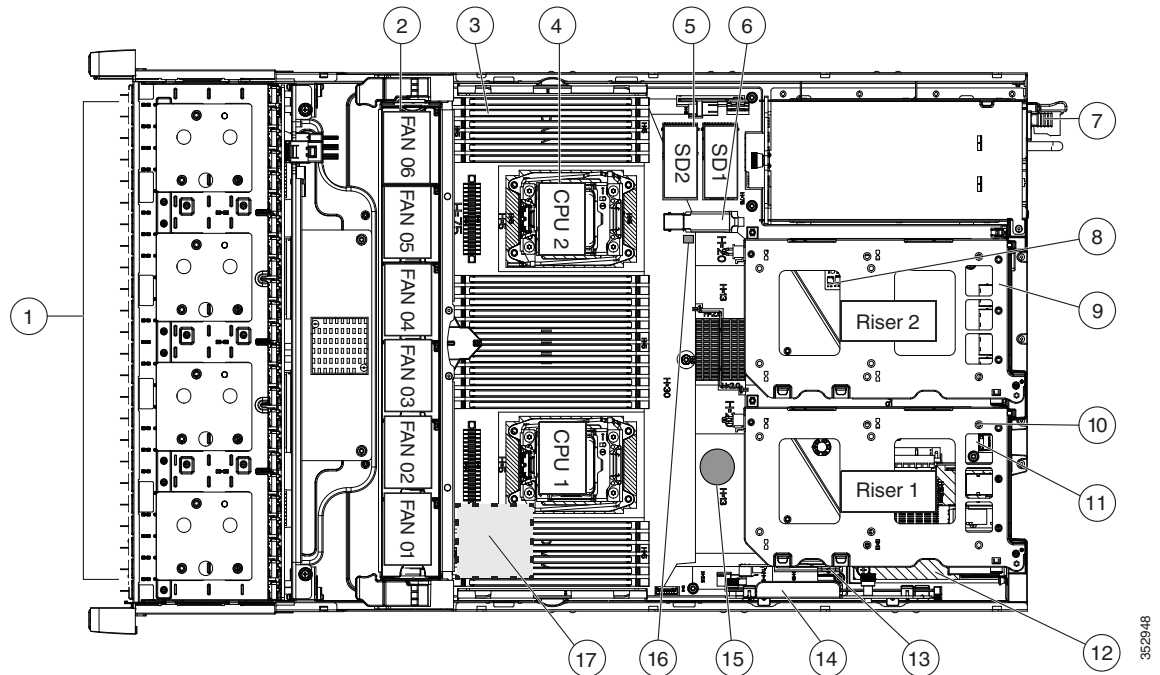 2
3
4
5
6
7
8
9
10
11
12
13
14
15
16
17
1
FAN 06
FAN 05
FAN 04
FAN 03
FAN 02
FAN 01
CPU 2
CPU 1
SD2
SD1
Riser 2
Riser 1
H-20
H-30
352948